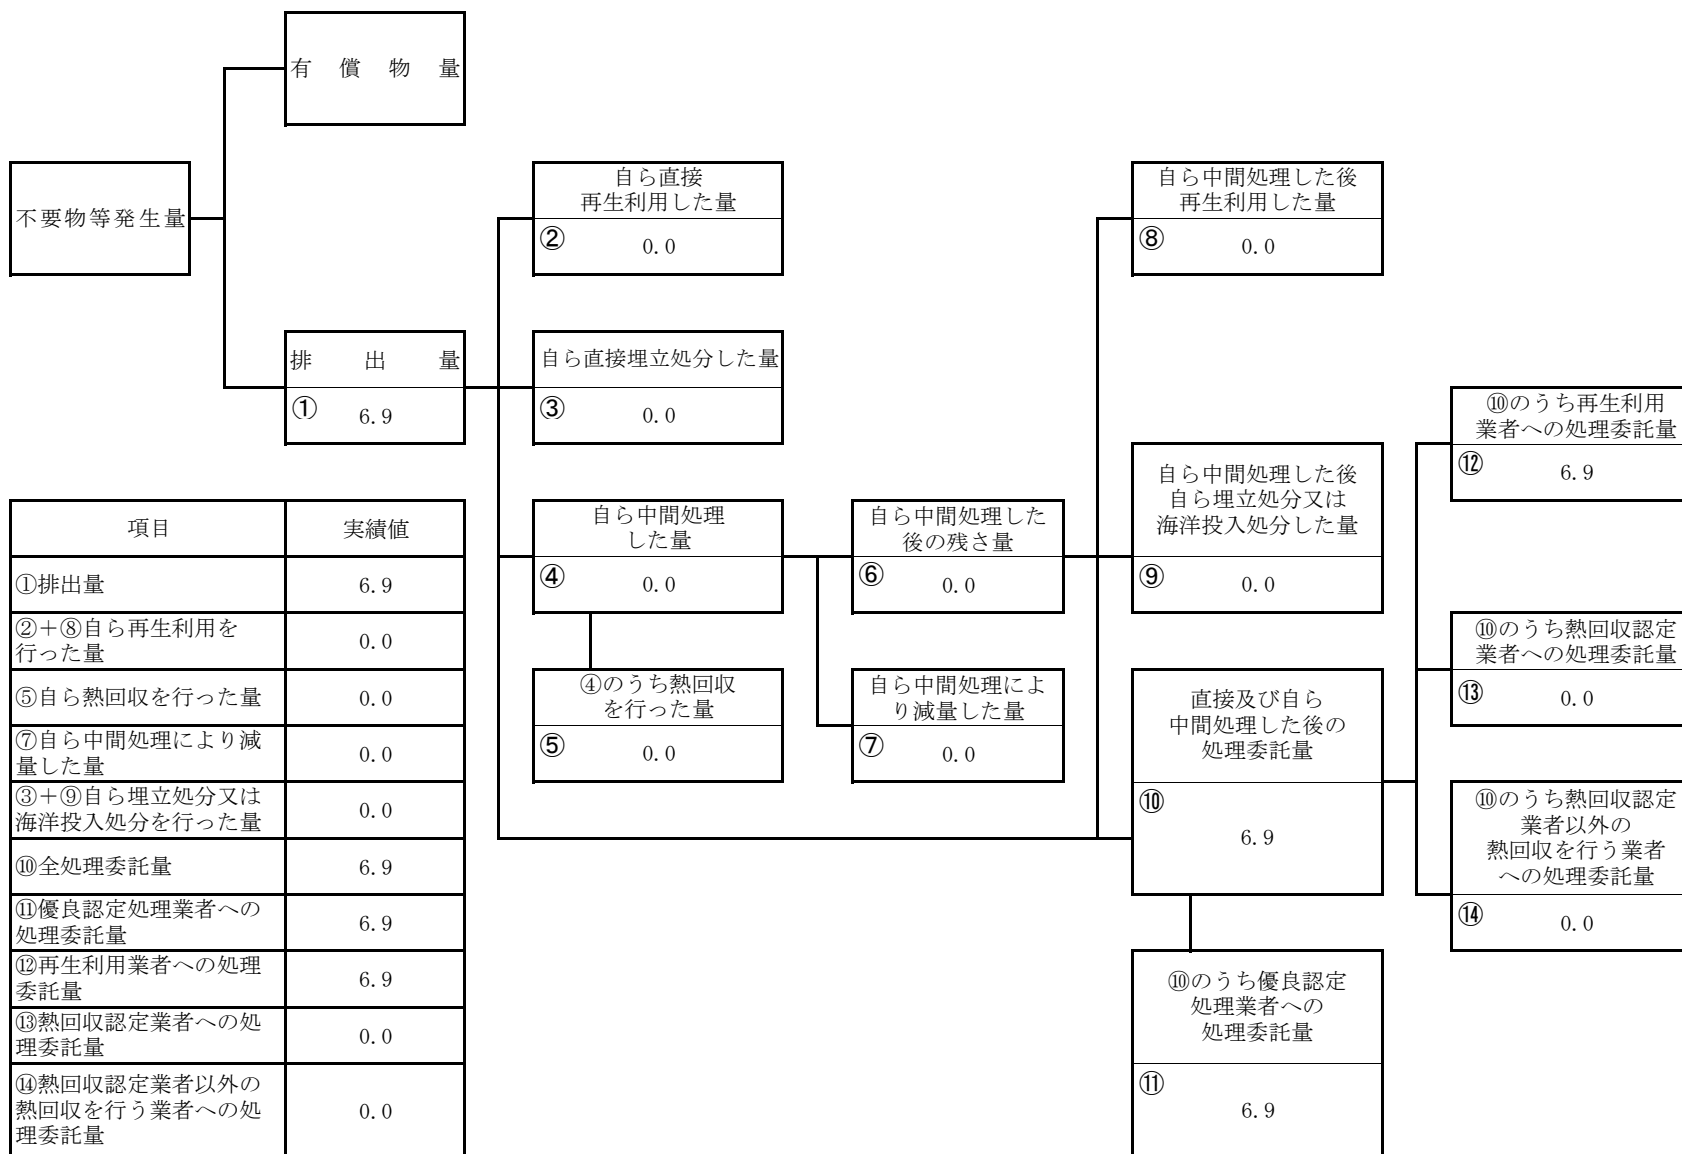 有償物量
不要物等発生量
排出量
① 6.9
自ら直接
再生利用した量
② 0.0
自ら直接埋立処分した量
③ 0.0
自ら中間処理
した量
④ 0.0
④のうち熱回収
を行った量
⑤ 0.0
自ら中間処理した
後の残さ量
⑥ 0.0
自ら中間処理によ
り減量した量
⑦ 0.0
自ら中間処理した後
再生利用した量
⑧ 0.0
自ら中間処理した後
自ら埋立処分又は
海洋投入処分した量
⑨ 0.0
直接及び自ら
中間処理した後の
処理委託量
⑩
6.9
⑩のうち優良認定
処理業者への
処理委託量
⑪
6.9
⑩のうち再生利用
業者への処理委託量
⑫ 6.9
⑩のうち熱回収認定
業者への処理委託量
⑬ 0.0
⑩のうち熱回収認定
業者以外の
熱回収を行う業者
への処理委託量
⑭ 0.0
項目 実績値
①排出量 6.9
②+⑧自ら再生利用を
行った量 0.0
⑤自ら熱回収を行った量 0.0
⑦自ら中間処理により減
量した量 0.0
③+⑨自ら埋立処分又は
海洋投入処分を行った量 0.0
⑩全処理委託量 6.9
⑪優良認定処理業者への
処理委託量 6.9
⑫再生利用業者への処理
委託量 6.9
⑬熱回収認定業者への処
理委託量 0.0
⑭熱回収認定業者以外の
熱回収を行う業者への処
理委託量 0.0